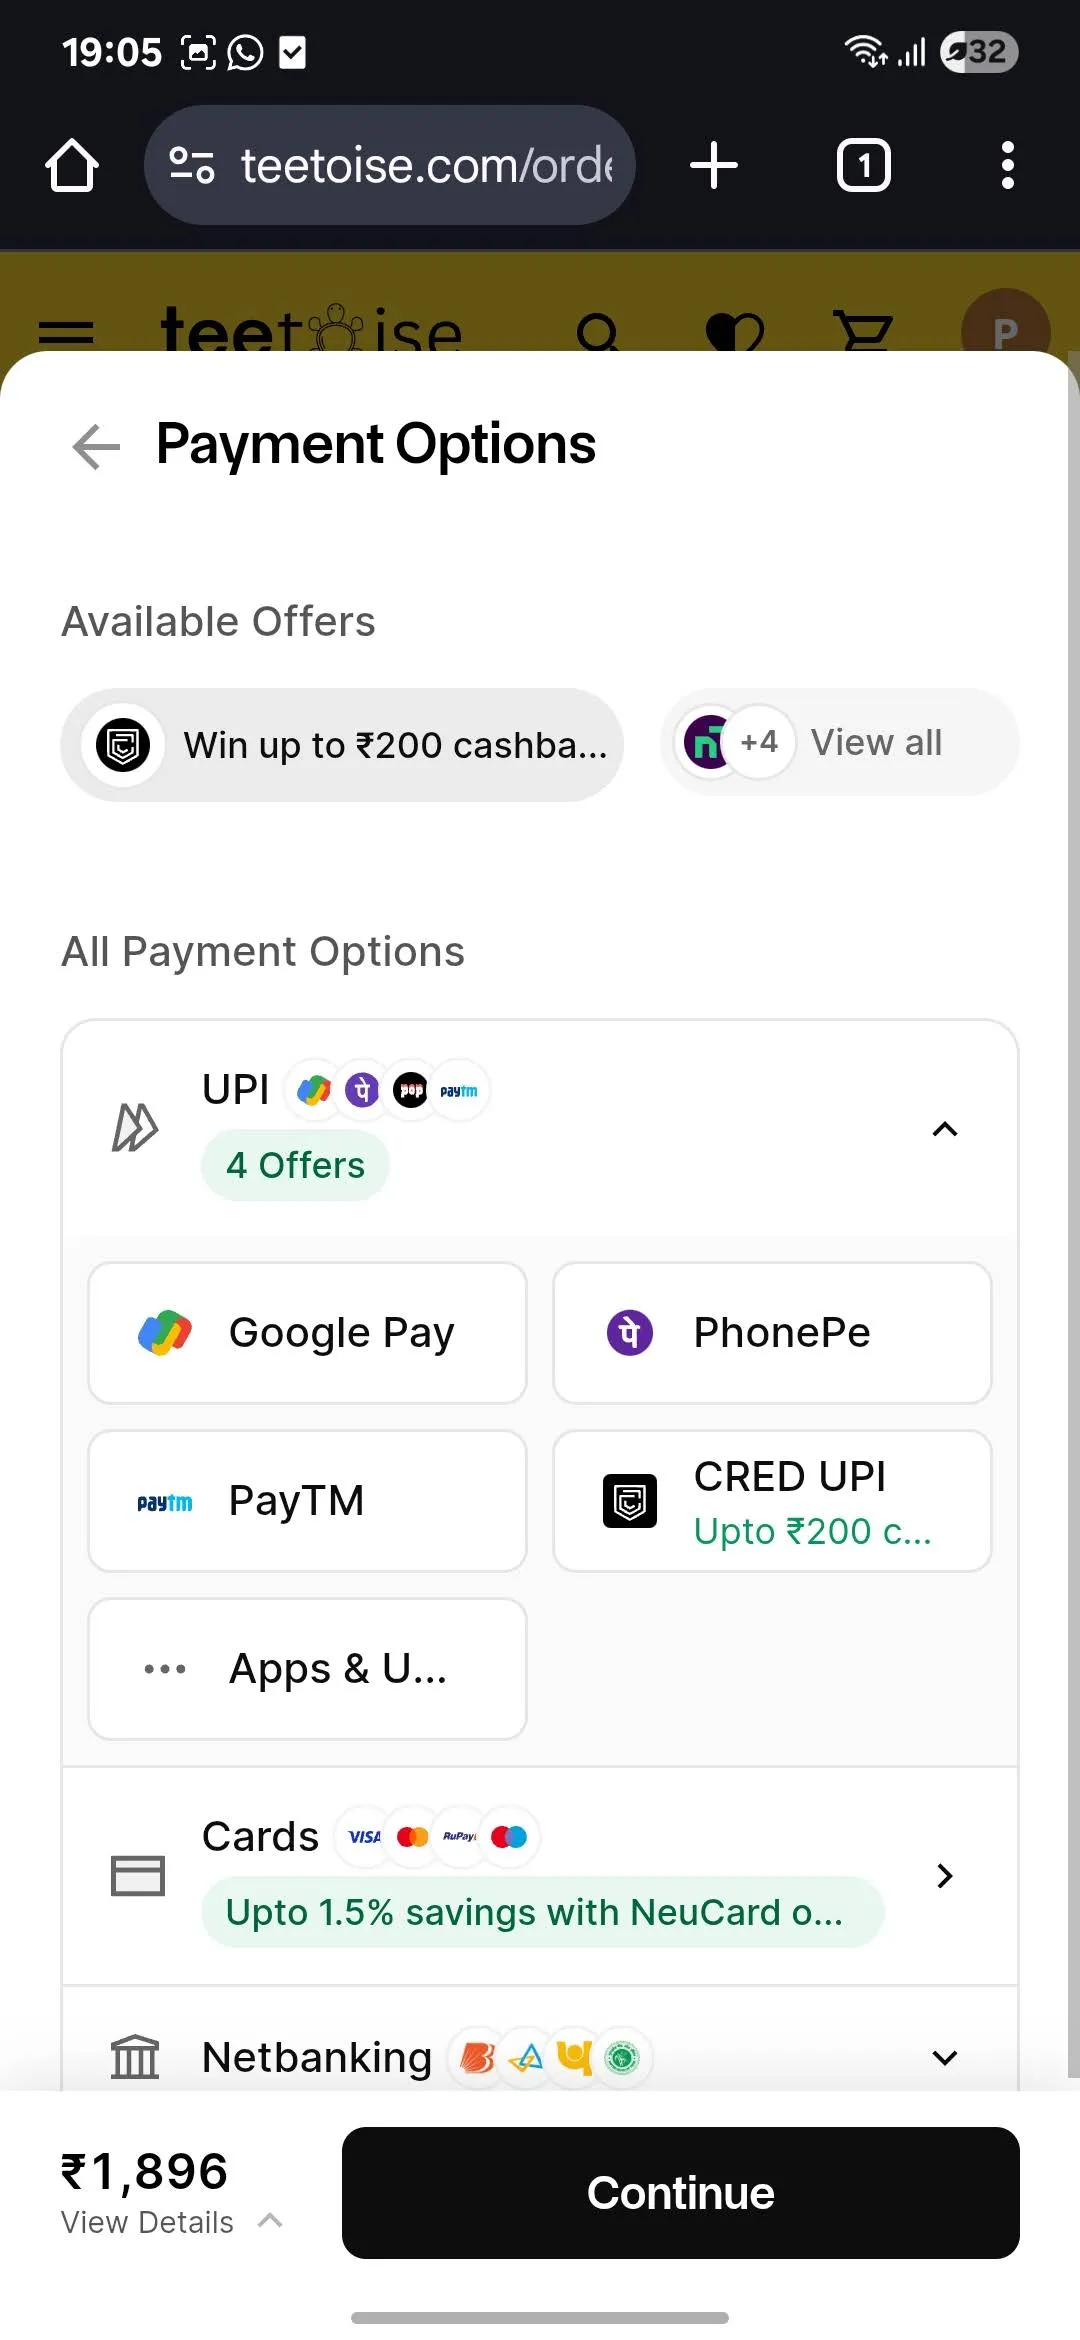 19:05
32
teetoise.com/orde
1
teetoise
P
Payment Options
Available Offers
Win up to ₹200 cashba...
+4 View all
All Payment Options
UPI पे pop paytm
4 Offers
Google Pay
पे PhonePe
paytm PayTM
CRED UPI
Upto ₹200 c...
Apps & U...
Cards VISA RuPay
Upto 1.5% savings with NeuCard o...
Netbanking
₹1,896
View Details
Continue